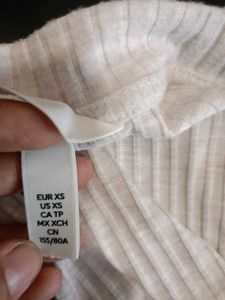 EUR XS
US XS
CA TP
MX XCH
CN
155/80A